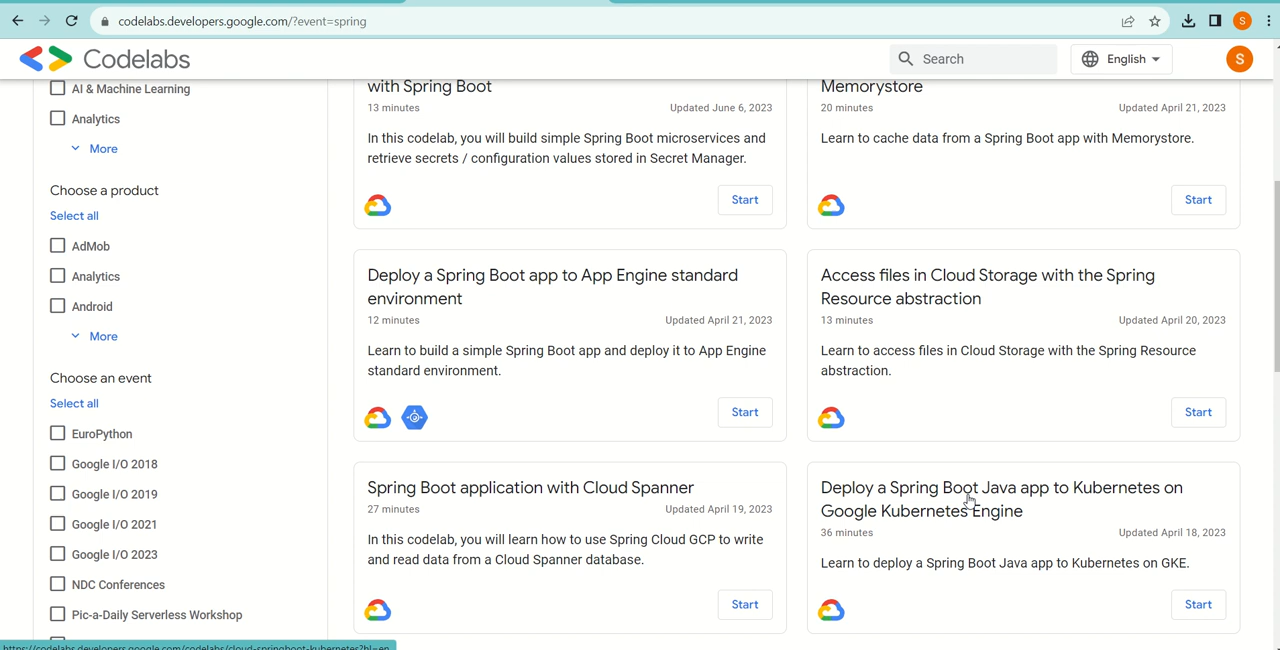 codelabs.developers.google.com/?event=spring
S
Codelabs
Search
English
S
AI & Machine Learning
Analytics
More
Choose a product
Select all
AdMob
Analytics
Android
More
Choose an event
Select all
EuroPython
Google I/O 2018
Google I/O 2019
Google I/O 2021
Google I/O 2023
NDC Conferences
Pic-a-Daily Serverless Workshop
with Spring Boot
13 minutes
Updated June 6, 2023
In this codelab, you will build simple Spring Boot microservices and
retrieve secrets / configuration values stored in Secret Manager.
Start
Memorystore
20 minutes
Updated April 21, 2023
Learn to cache data from a Spring Boot app with Memorystore.
Start
Deploy a Spring Boot app to App Engine standard
environment
12 minutes
Updated April 21, 2023
Learn to build a simple Spring Boot app and deploy it to App Engine
standard environment.
Start
Access files in Cloud Storage with the Spring
Resource abstraction
13 minutes
Updated April 20, 2023
Learn to access files in Cloud Storage with the Spring Resource
abstraction.
Start
Spring Boot application with Cloud Spanner
27 minutes
Updated April 19, 2023
In this codelab, you will learn how to use Spring Cloud GCP to write
and read data from a Cloud Spanner database.
Start
Deploy a Spring Boot Java app to Kubernetes on
Google Kubernetes Engine
36 minutes
Updated April 18, 2023
Learn to deploy a Spring Boot Java app to Kubernetes on GKE.
Start
https://codelabs.developers.google.com/codelabs/cloud-springboot-kubernetes?hl=en